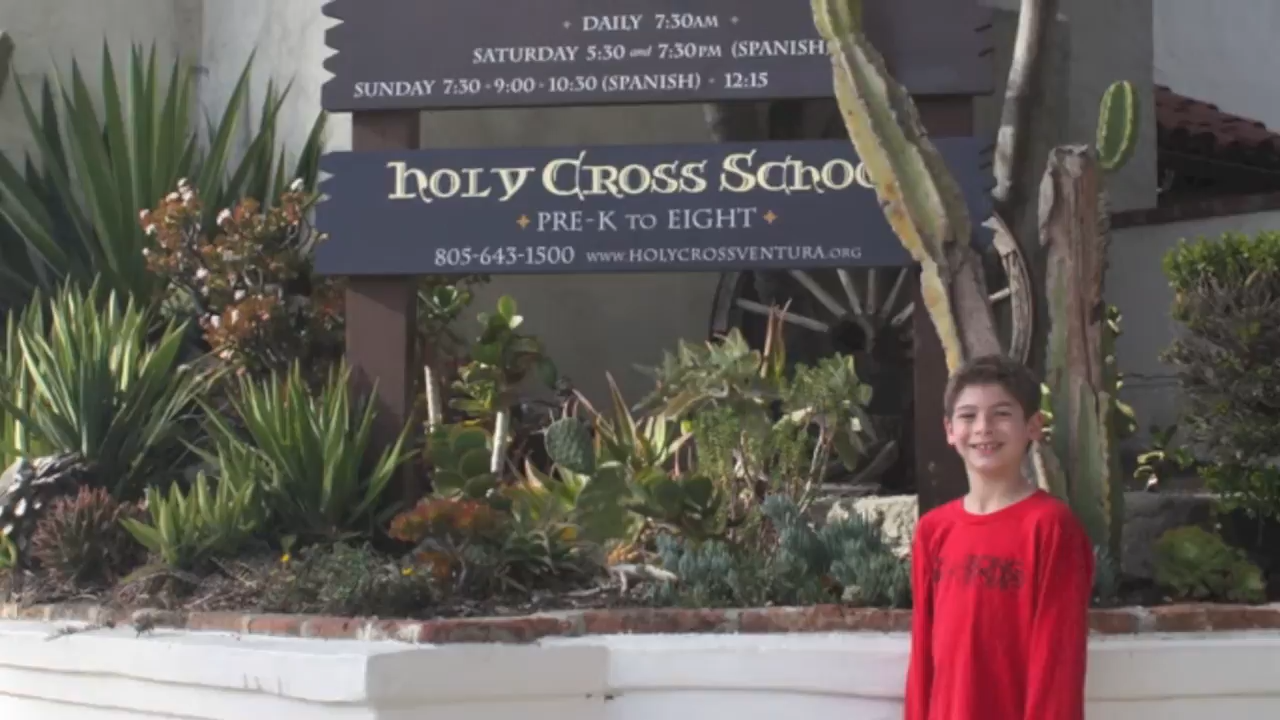 DAILY 7:30AM
SATURDAY 5:30 and 7:30PM (SPANISH)
SUNDAY 7:30 • 9:00 • 10:30 (SPANISH) • 12:15
HOLY CROSS SCHOO
PRE-K TO EIGHT
805-643-1500 WWW.HOLYCROSSVENTURA.ORG